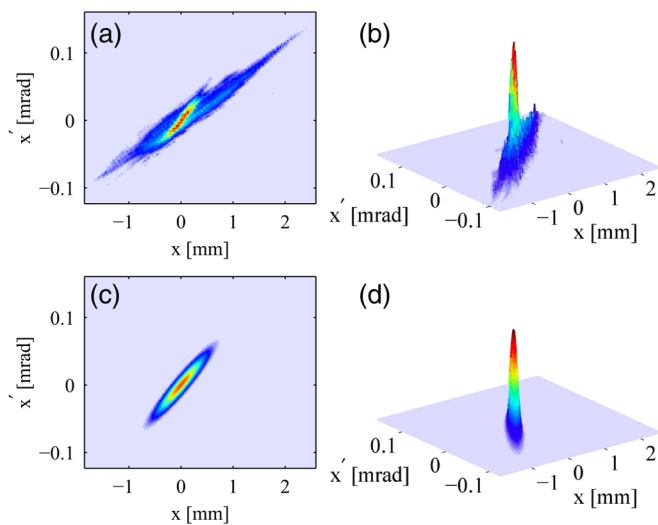 (a)
0.1
0
−0.1
x′ [mrad]
−1 0 1 2
x [mm]
(b)
0.1
0
−0.1
x′ [mrad]
−1
0
1
2
x [mm]
(c)
0.1
0
−0.1
x′ [mrad]
−1 0 1 2
x [mm]
(d)
0.1
0
−0.1
x′ [mrad]
−1
0
1
2
x [mm]